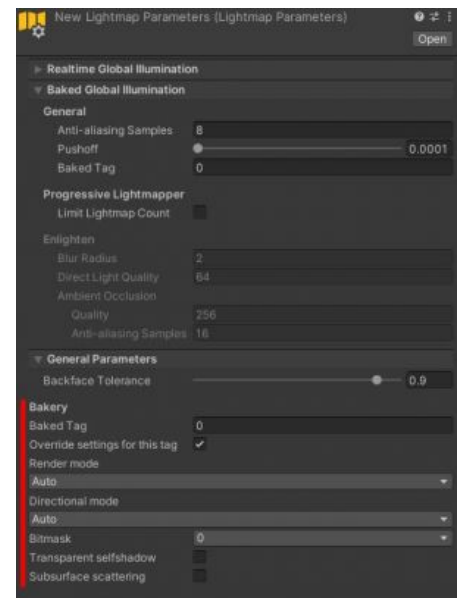 New Lightmap Parameters (Lightmap Parameters)
Open
Realtime Global Illumination
Baked Global Illumination
General
Anti-aliasing Samples 8
Pushoff 0.0001
Baked Tag 0
Progressive Lightmapper
Limit Lightmap Count
Enlighten
Blur Radius 2
Direct Light Quality 64
Ambient Occlusion
Quality 256
Anti-aliasing Samples 16
General Parameters
Backface Tolerance 0.9
Bakery
Baked Tag 0
Override settings for this tag
Render mode
Auto
Directional mode
Auto
Bitmask 0
Transparent selfshadow
Subsurface scattering